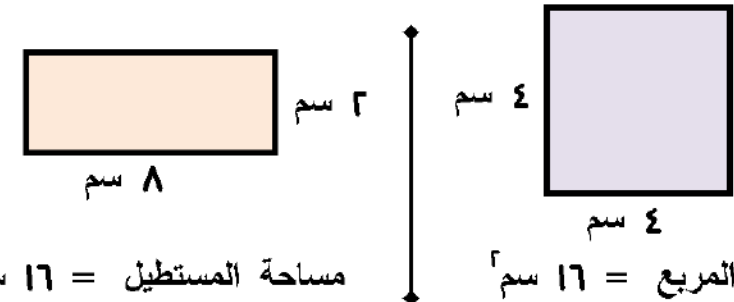 ٤ سم
٤ سم
المربع = ١٦ سم٢
٢ سم
٨ سم
مساحة المستطيل = ١٦